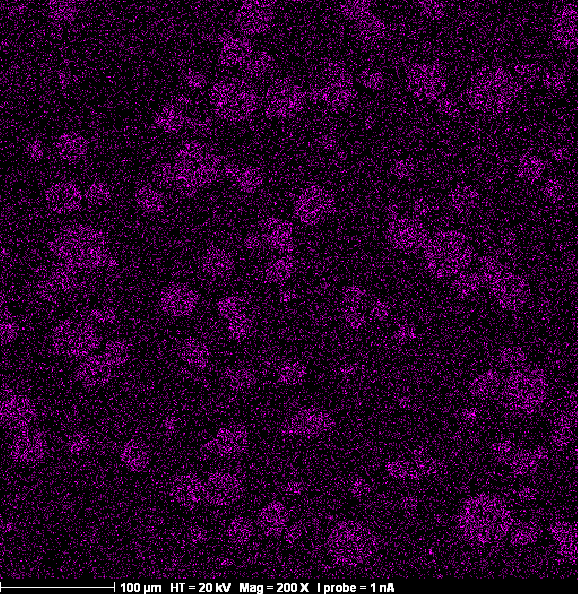 100 µm HT = 20 kV Mag = 200 X I probe = 1 nA